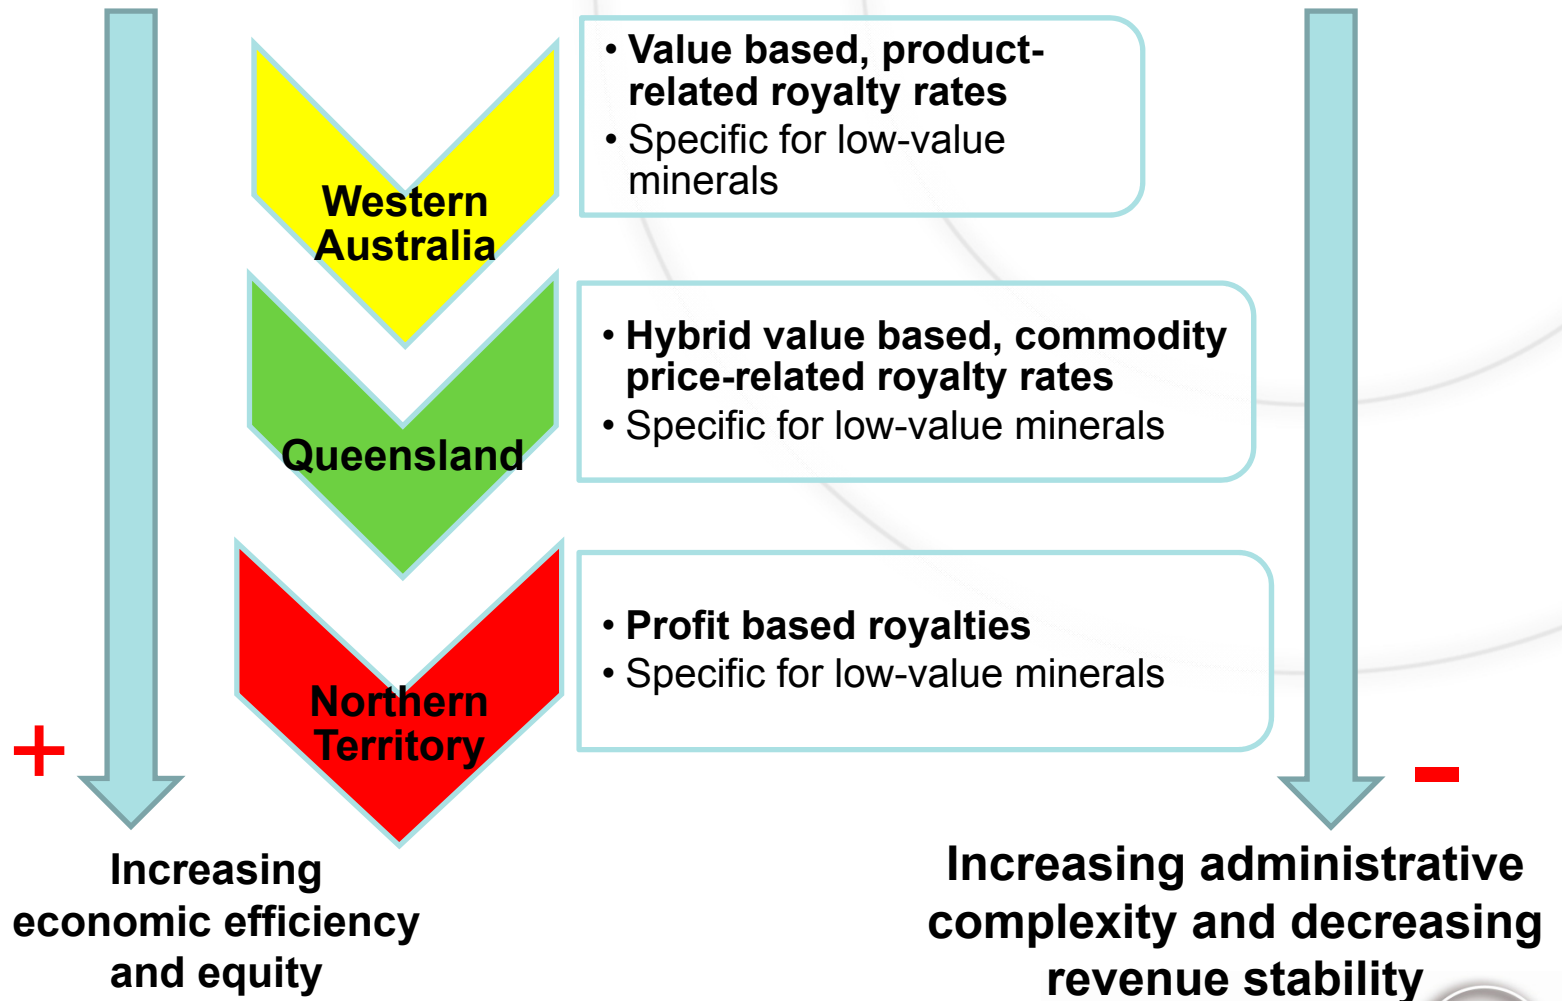 • Value based, product-
related royalty rates
• Specific for low-value
minerals
Western
Australia
• Hybrid value based, commodity
price-related royalty rates
• Specific for low-value minerals
Queensland
• Profit based royalties
• Specific for low-value minerals
Northern
Territory
+
–
Increasing
economic efficiency
and equity
Increasing administrative
complexity and decreasing
revenue stability